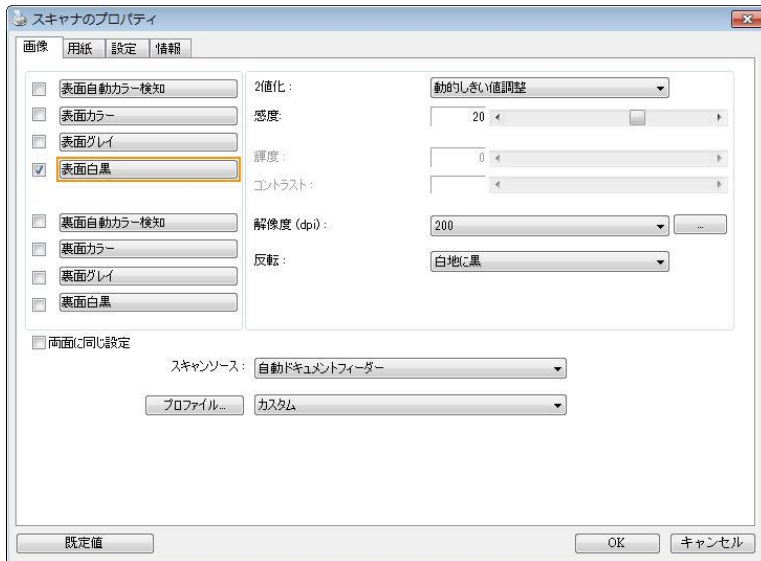 スキャナのプロパティ
画像 用紙 設定 情報
表面自動カラー検知
表面カラー
表面グレイ
表面白黒
裏面自動カラー検知
裏面カラー
裏面グレイ
裏面白黒
2値化: 動的しきい値調整
感度: 20
輝度: 0
コントラスト:
解像度 (dpi): 200 ...
反転: 白地に黒
両面に同じ設定
スキャンソース: 自動ドキュメントフィーダー
プロファイル... カスタム
既定値 OK キャンセル